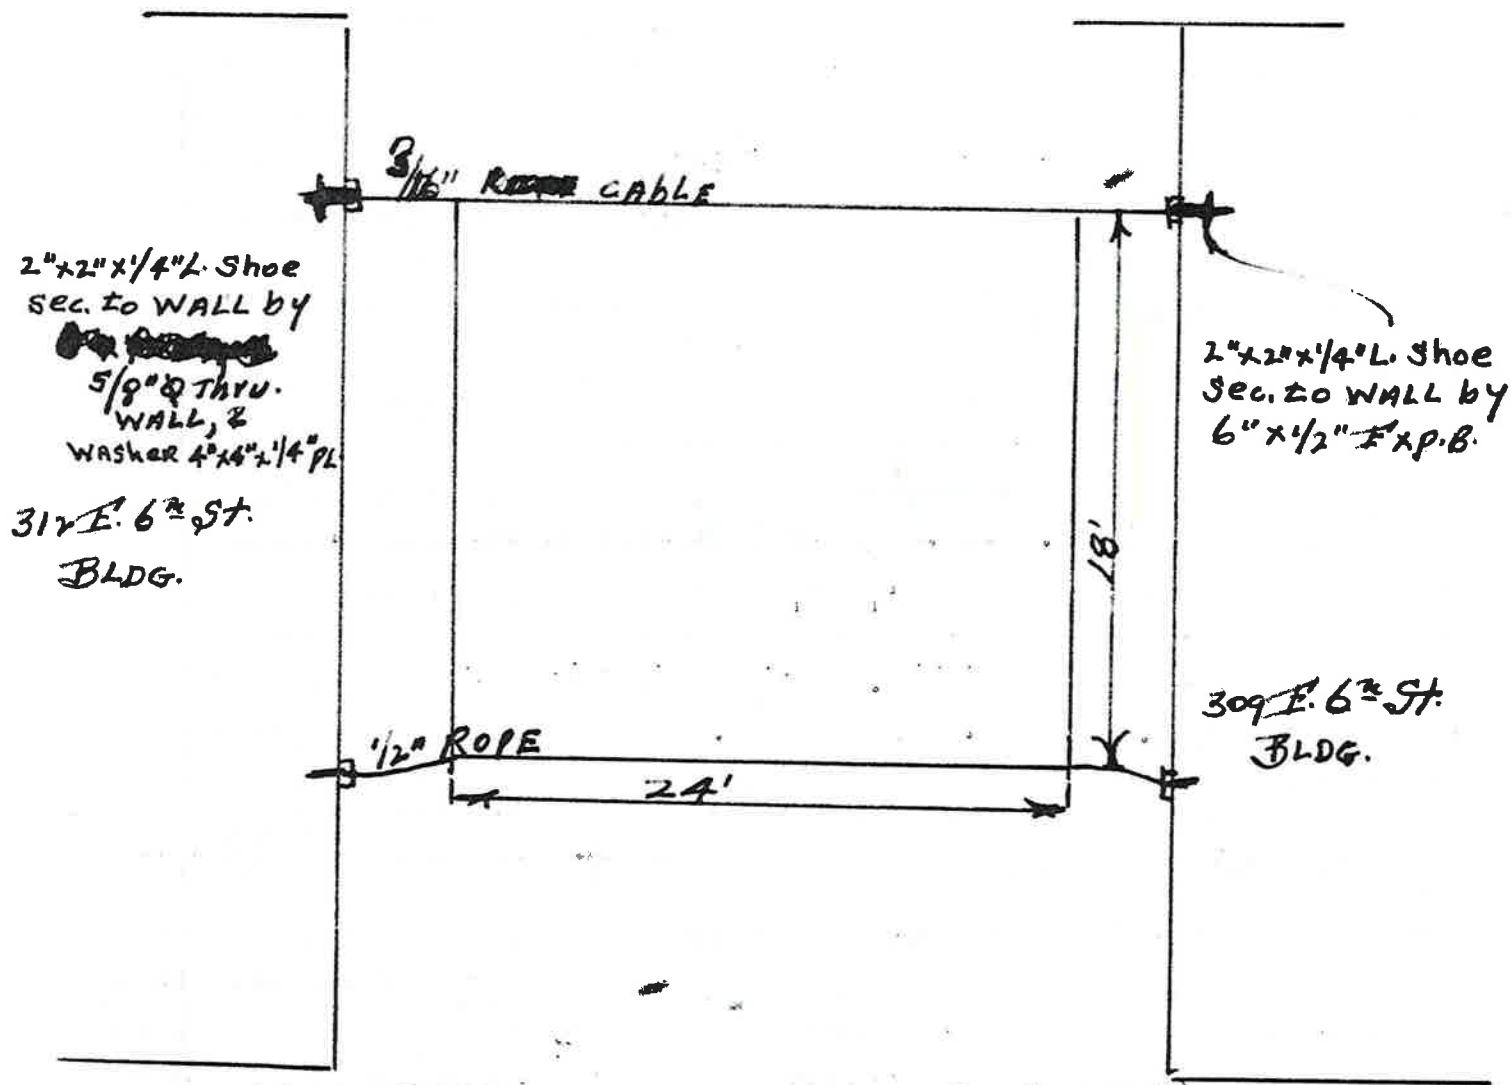 3/16" CABLE
2"x2"x1/4"L. Shoe
sec. to WALL by
5/8" Ø Thru.
WALL, &
WASHER 4"x4"x1/4" PL
312 E. 6th St.
BLDG.
2"x2"x1/4"L. Shoe
Sec. to WALL by
6"x1/2" Exp.B.
18'
309 E. 6th St.
BLDG.
1/2" ROPE
24'